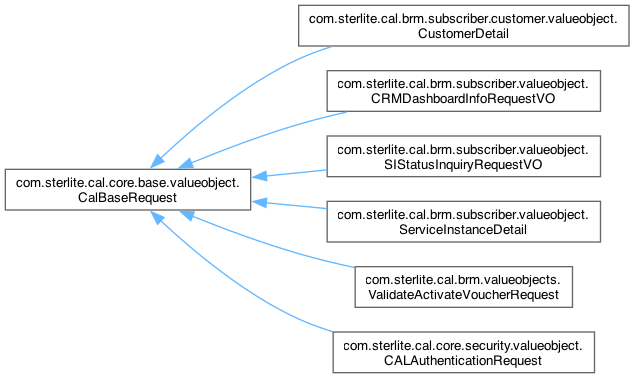 com.sterlite.cal.brm.subscriber.customer.valueobject.
CustomerDetail
com.sterlite.cal.brm.subscriber.valueobject.
CRMDashboardInfoRequestVO
com.sterlite.cal.brm.subscriber.valueobject.
SIStatusInquiryRequestVO
com.sterlite.cal.core.base.valueobject.
CalBaseRequest
com.sterlite.cal.brm.subscriber.valueobject.
ServiceInstanceDetail
com.sterlite.cal.brm.valueobjects.
ValidateActivateVoucherRequest
com.sterlite.cal.core.security.valueobject.
CALAuthenticationRequest